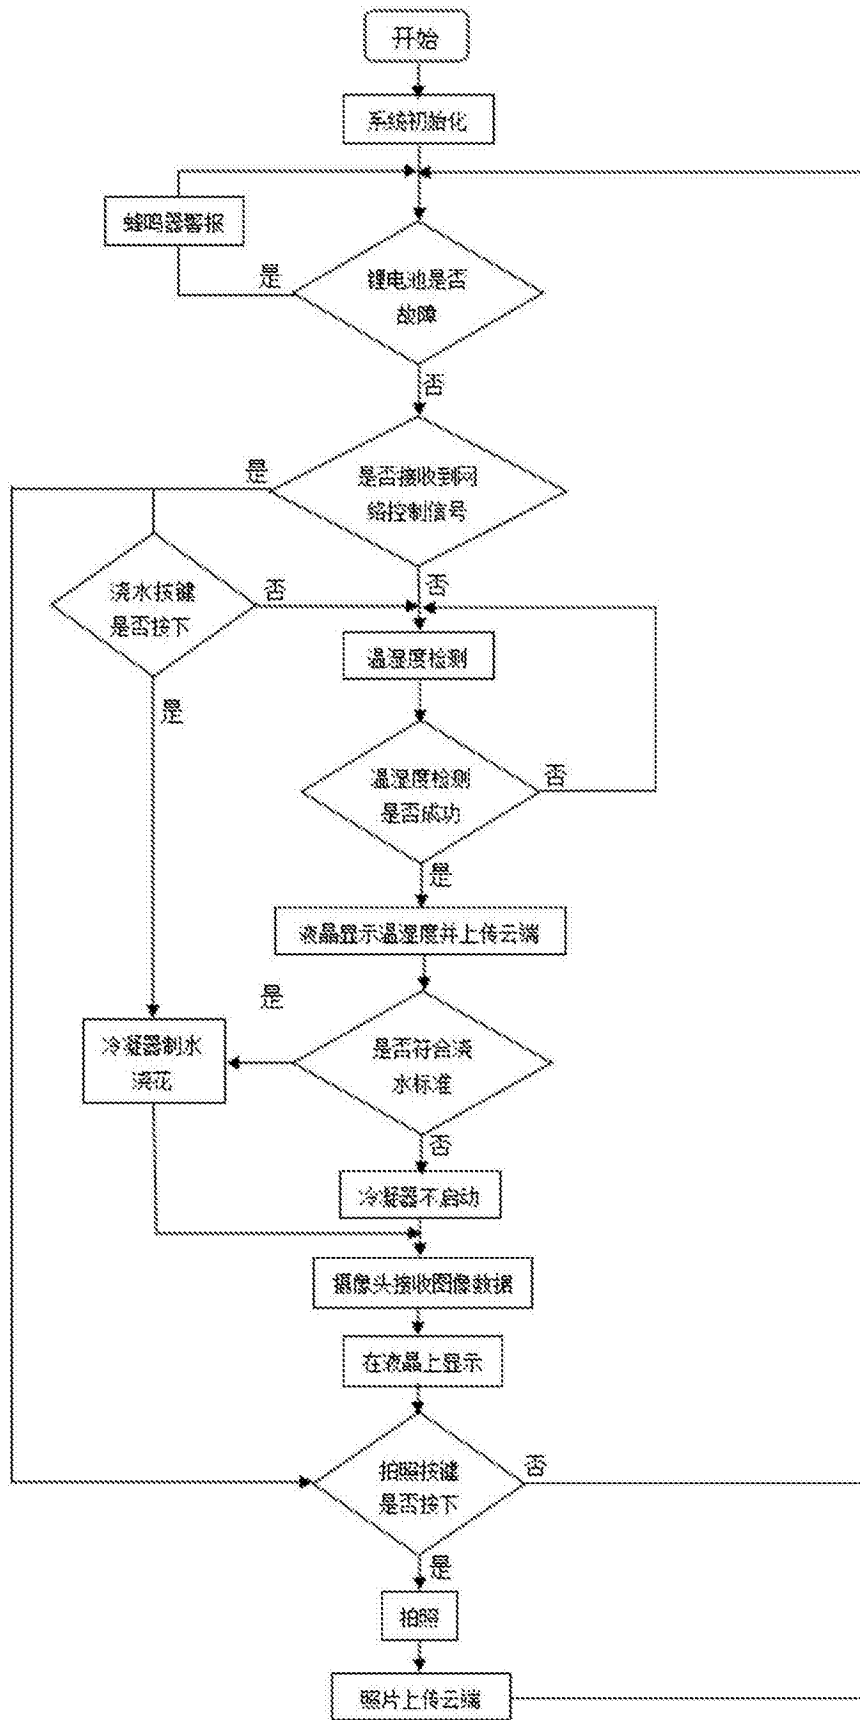 开始
系统初始化
蜂鸣器警报
是
锂电池是否
故障
否
是
是否接收到网
络控制信号
浇水按键
是否按下
否
否
温湿度检测
是
温湿度检测
是否成功
否
是
液晶显示温湿度并上传云端
是
冷凝器制水
浇花
是否符合浇
水标准
否
冷凝器不启动
摄像头接收图像数据
在液晶上显示
拍照按键
是否按下
否
是
拍照
照片上传云端